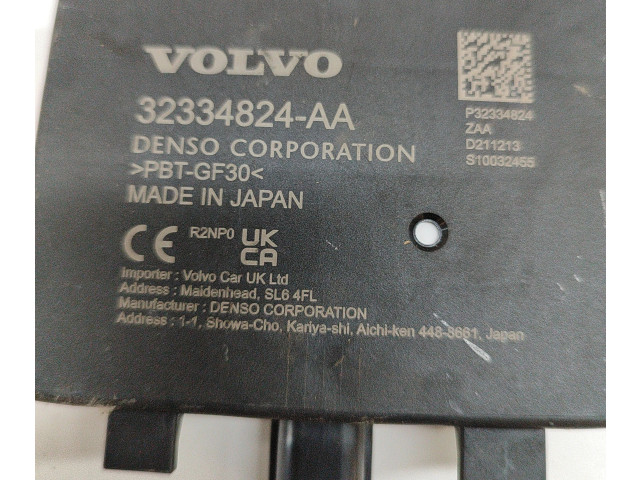 VOLVO
32334824-AA
DENSO CORPORATION
>PBT-GF30<
MADE IN JAPAN
P32334824
ZAA
D211213
S10032455
CE R2NP0 UK
CA
Importer : Volvo Car UK Ltd
Address : Maidenhead, SL6 4FL
Manufacturer : DENSO CORPORATION
Address : 1-1, Showa-Cho, Kariya-shi, Aichi-ken 448-8661, Japan